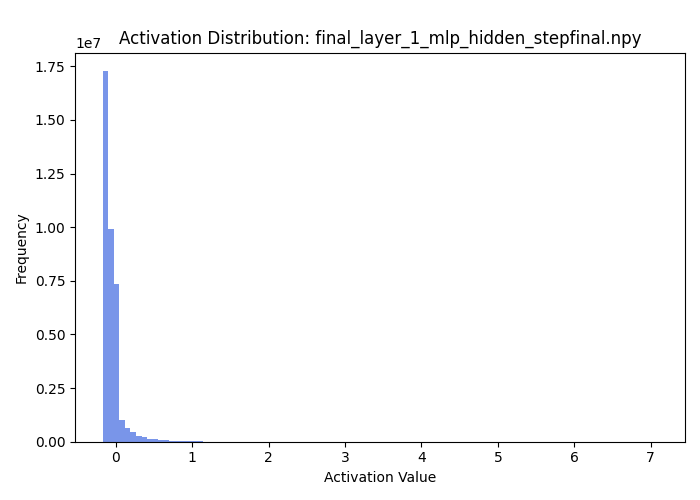 Activation Distribution: final_layer_1_mlp_hidden_stepfinal.npy
1e7
1.75
1.50
1.25
1.00
0.75
0.50
0.25
0.00
Frequency
0 1 2 3 4 5 6 7
Activation Value